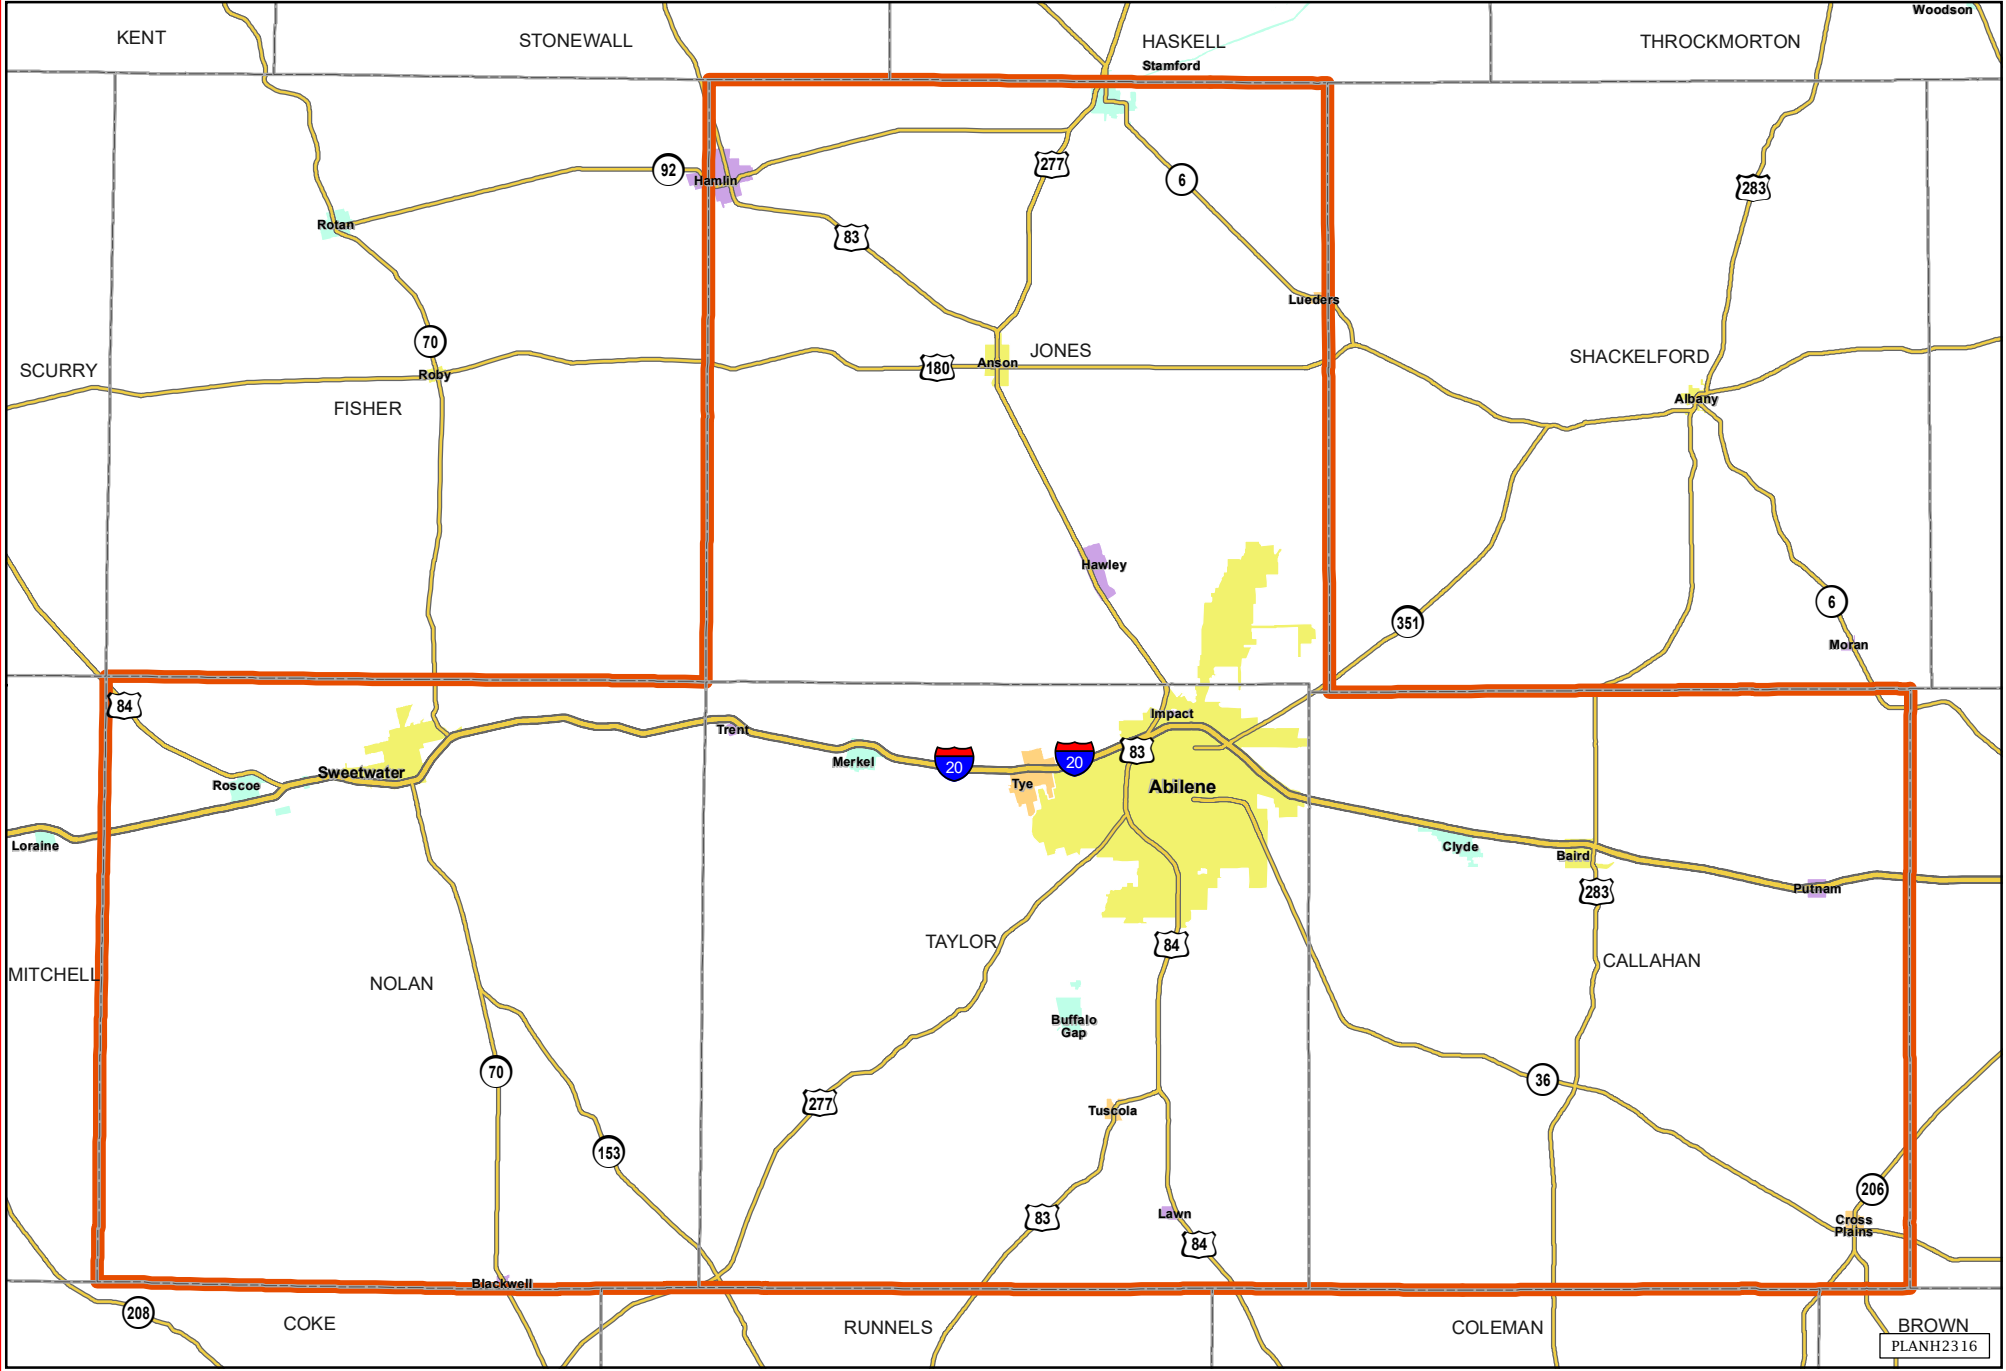 Woodson
KENT
STONEWALL
HASKELL
THROCKMORTON
Stamford
277
92
6
Hamlin
283
Rotan
83
Lueders
70
JONES
SHACKELFORD
Anson
180
SCURRY
Roby
Albany
FISHER
Hawley
6
351
Moran
84
Impact
Trent
83
Merkel
20
20
Sweetwater
Roscoe
Tye
Abilene
Loraine
Clyde
Baird
Putnam
283
TAYLOR
84
CALLAHAN
MITCHELL
NOLAN
Buffalo
Gap
70
36
277
Tuscola
153
206
83
Lawn
Cross
Plains
84
Blackwell
208
COKE
RUNNELS
COLEMAN
BROWN
PLANH2316